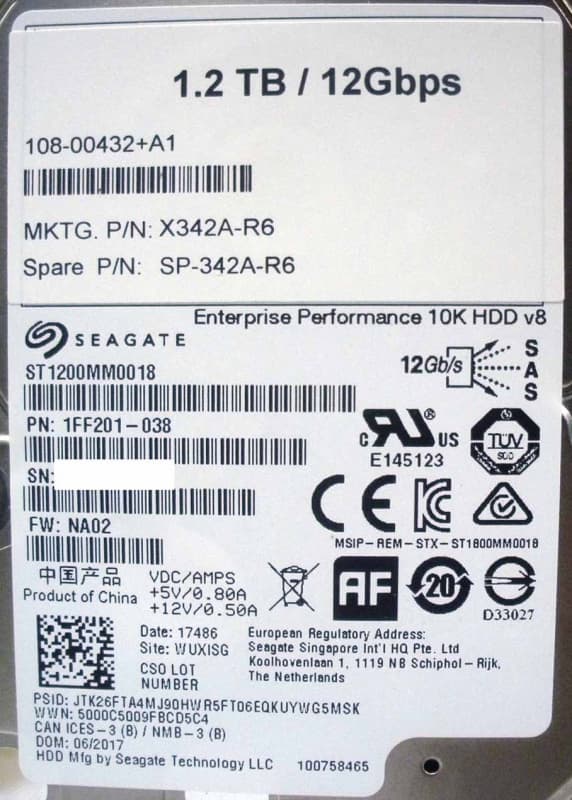 1.2 TB / 12Gbps
108-00432+A1
MKTG. P/N: X342A-R6
Spare P/N: SP-342A-R6
Enterprise Performance 10K HDD v8
SEAGATE
ST1200MM0018
12Gb/s
SAS
PN: 1FF201-038
c RU ® US
E145123
TÜV
SÜD
SN:
CE
FW: NA02
MSIP-REM-STX-ST1800MM0018
中国产品
Product of China
VDC/AMPS
+5V/0.80A
+12V/0.50A
AF
20
D33027
Date: 17486
Site: WUXISG
CSO LOT
NUMBER
European Regulatory Address:
Seagate Singapore Int'l HQ Pte. Ltd
Koolhovenlaan 1, 1119 NB Schiphol-Rijk,
The Netherlands
PSID: JTK26FTA4MJ90HWR5FT06EQKUYWG5MSK
WWN: 5000C5009FBCD5C4
CAN ICES-3 (B) / NMB-3 (B)
DOM: 06/2017
HDD Mfg by Seagate Technology LLC 100758465